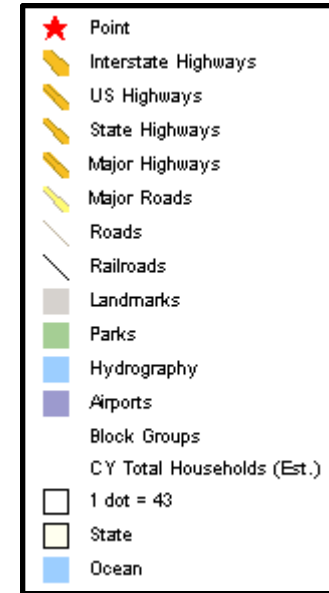 Point
Interstate Highways
US Highways
State Highways
Major Highways
Major Roads
Roads
Railroads
Landmarks
Parks
Hydrography
Airports
Block Groups
CY Total Households (Est.)
1 dot = 43
State
Ocean